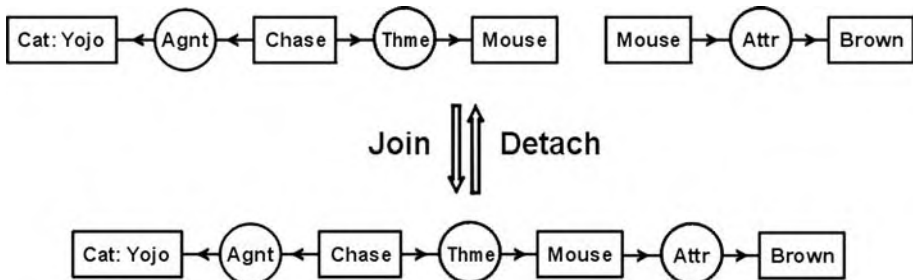 Cat: Yojo Agnt Chase Thme Mouse Mouse Attr Brown
Join Detach
Cat: Yojo Agnt Chase Thme Mouse Attr Brown